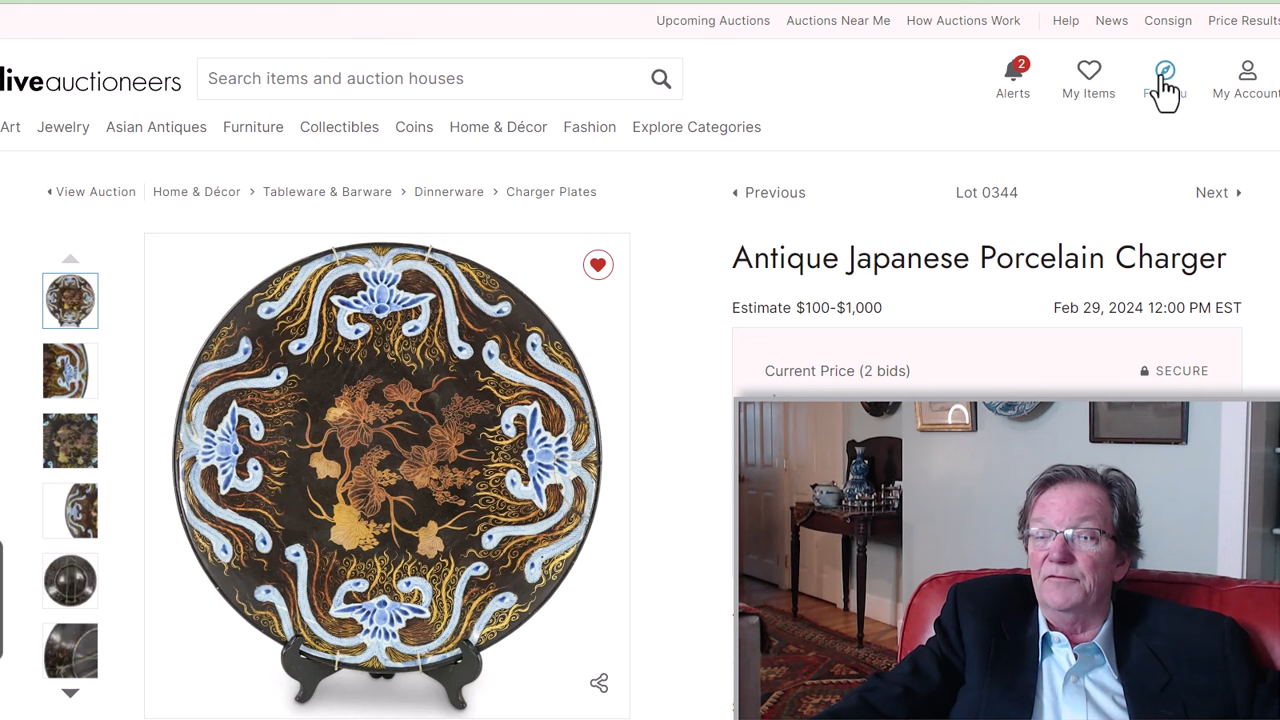 Upcoming Auctions Auctions Near Me How Auctions Work Help News Consign Price Results
liveauctioneers
Search items and auction houses
2
Alerts My Items My Account
Art Jewelry Asian Antiques Furniture Collectibles Coins Home & Décor Fashion Explore Categories
View Auction Home & Décor Tableware & Barware Dinnerware Charger Plates
Previous Lot 0344 Next
Antique Japanese Porcelain Charger
Estimate $100-$1,000 Feb 29, 2024 12:00 PM EST
Current Price (2 bids) SECURE